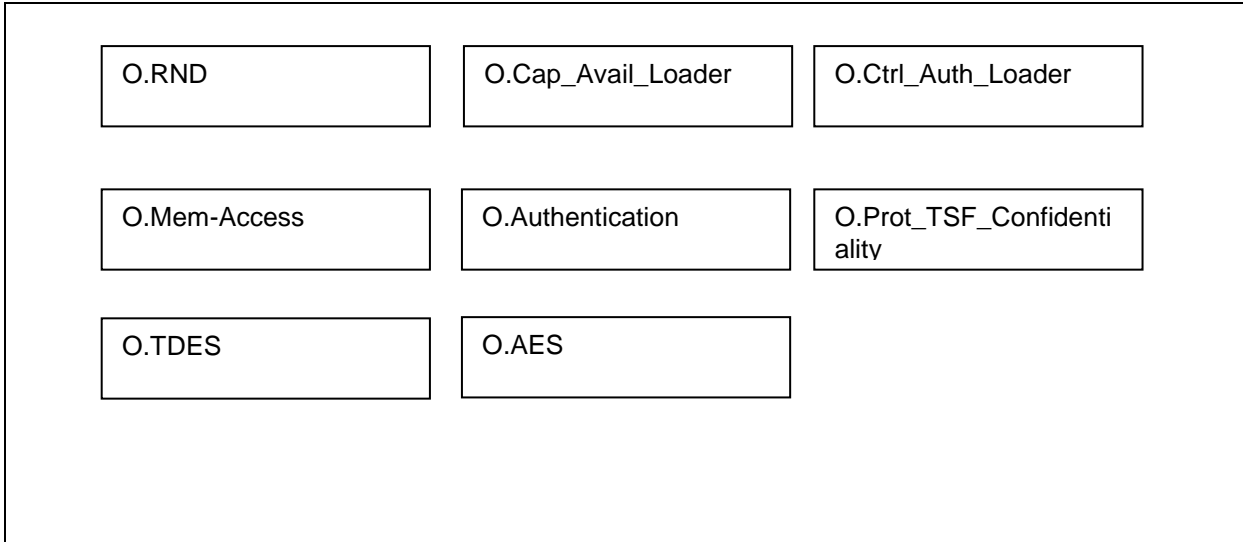 O.RND
O.Cap_Avail_Loader
O.Ctrl_Auth_Loader
O.Mem-Access
O.Authentication
O.Prot_TSF_Confidenti
ality
O.TDES
O.AES